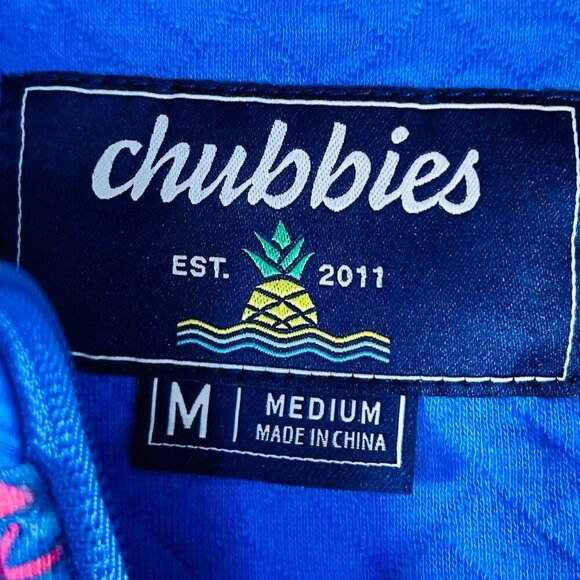 chubbies
EST. 2011
M | MEDIUM
MADE IN CHINA